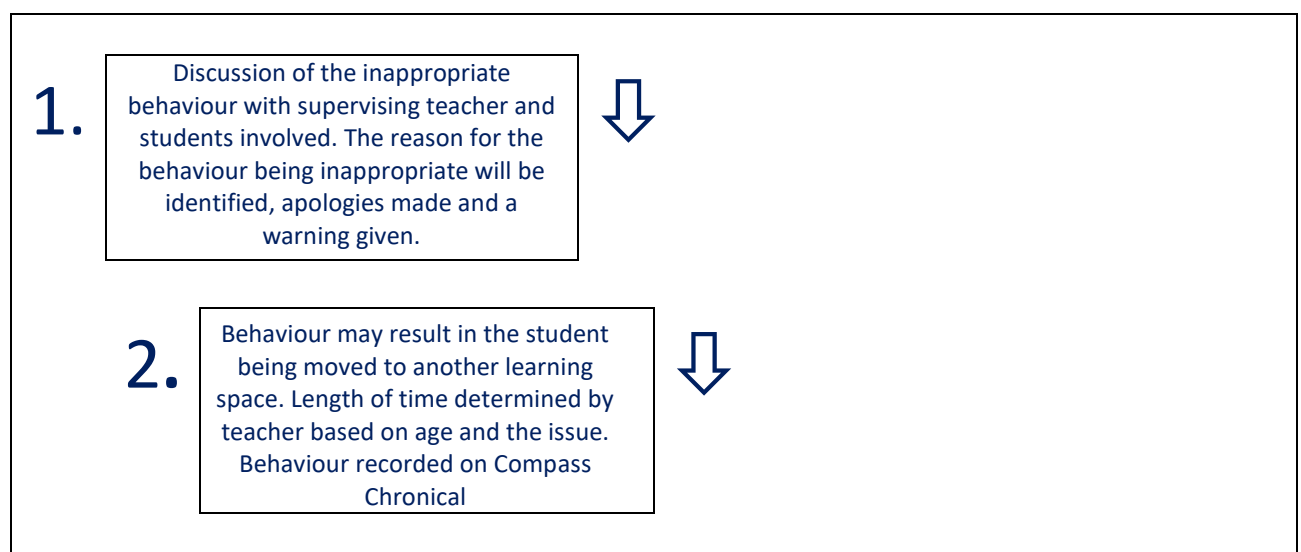 1.
Discussion of the inappropriate
behaviour with supervising teacher and
students involved. The reason for the
behaviour being inappropriate will be
identified, apologies made and a
warning given.
2.
Behaviour may result in the student
being moved to another learning
space. Length of time determined by
teacher based on age and the issue.
Behaviour recorded on Compass
Chronical